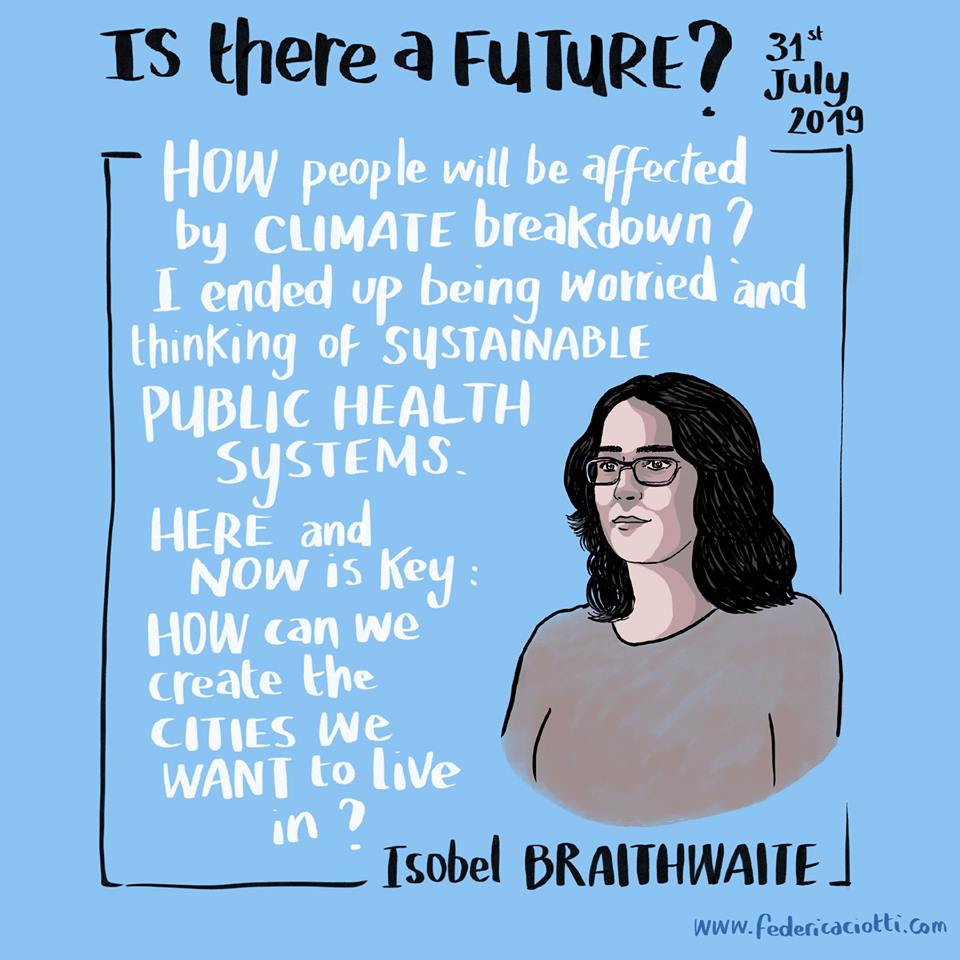 Is there a FUTURE?
31st
July
2019
HOW people will be affected
by CLIMATE breakdown?
I ended up being worried and
thinking of SUSTAINABLE
PUBLIC HEALTH
SYSTEMS.
HERE and
NOW is Key:
HOW can we
create the
CITIES we
WANT to live
in?
Isobel BRAITHWAITE
www.federicaciotti.com